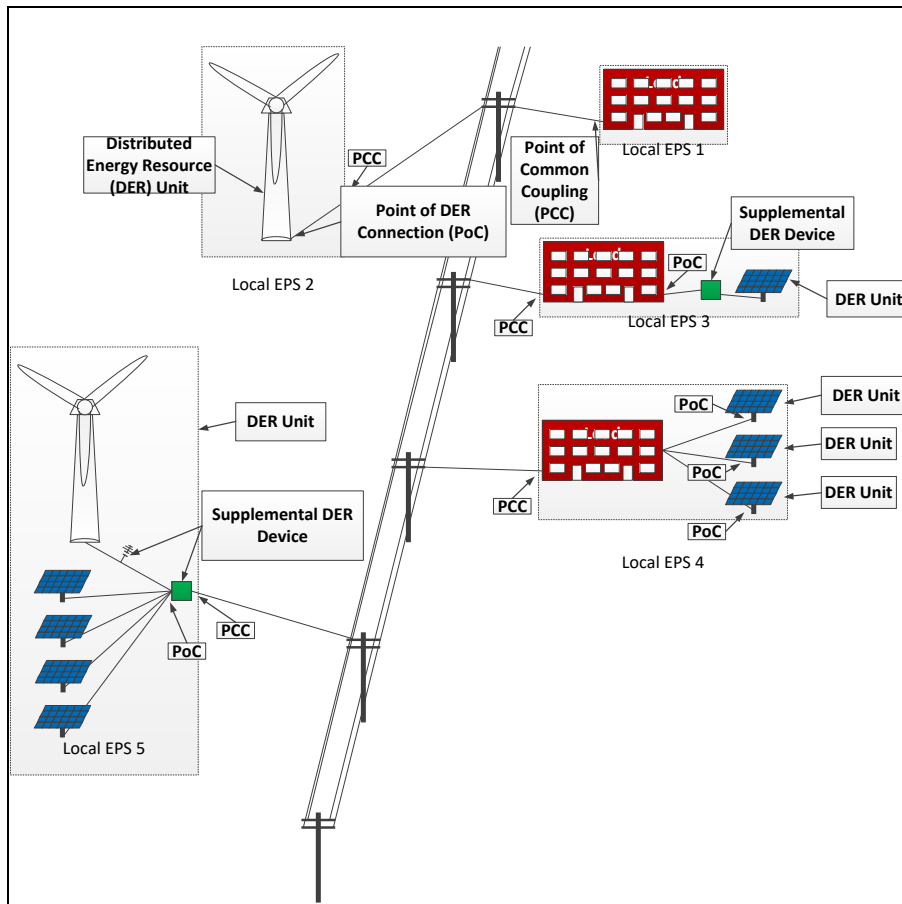 Local EPS 1
Distributed
Energy Resource
(DER) Unit
PCC
Point of
Common
Coupling
(PCC)
Point of DER
Connection (PoC)
Supplemental
DER Device
Local EPS 2
PoC
DER Unit
PCC
Local EPS 3
DER Unit
PoC
DER Unit
DER Unit
PoC
DER Unit
PCC
PoC
Supplemental DER
Device
Local EPS 4
PCC
PoC
Local EPS 5